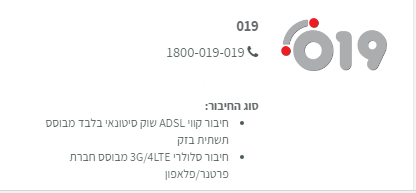 019
019
1800-019-019
סוג החיבור:
חיבור קווי ADSL שוק סיטונאי בלבד מבוסס
תשתית בזק
חיבור סלולרי 3G/4LTE מבוסס חברת
פרטנר/פלאפון